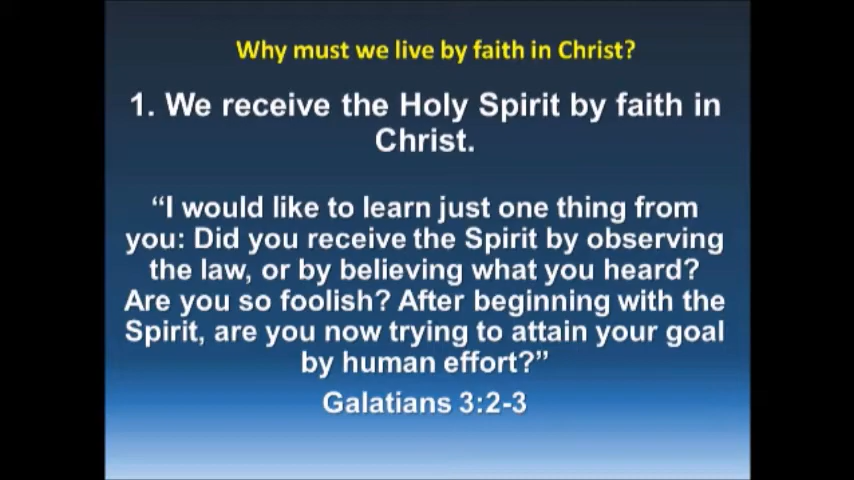 Why must we live by faith in Christ?
1. We receive the Holy Spirit by faith in
Christ.
“I would like to learn just one thing from
you: Did you receive the Spirit by observing
the law, or by believing what you heard?
Are you so foolish? After beginning with the
Spirit, are you now trying to attain your goal
by human effort?”
Galatians 3:2-3